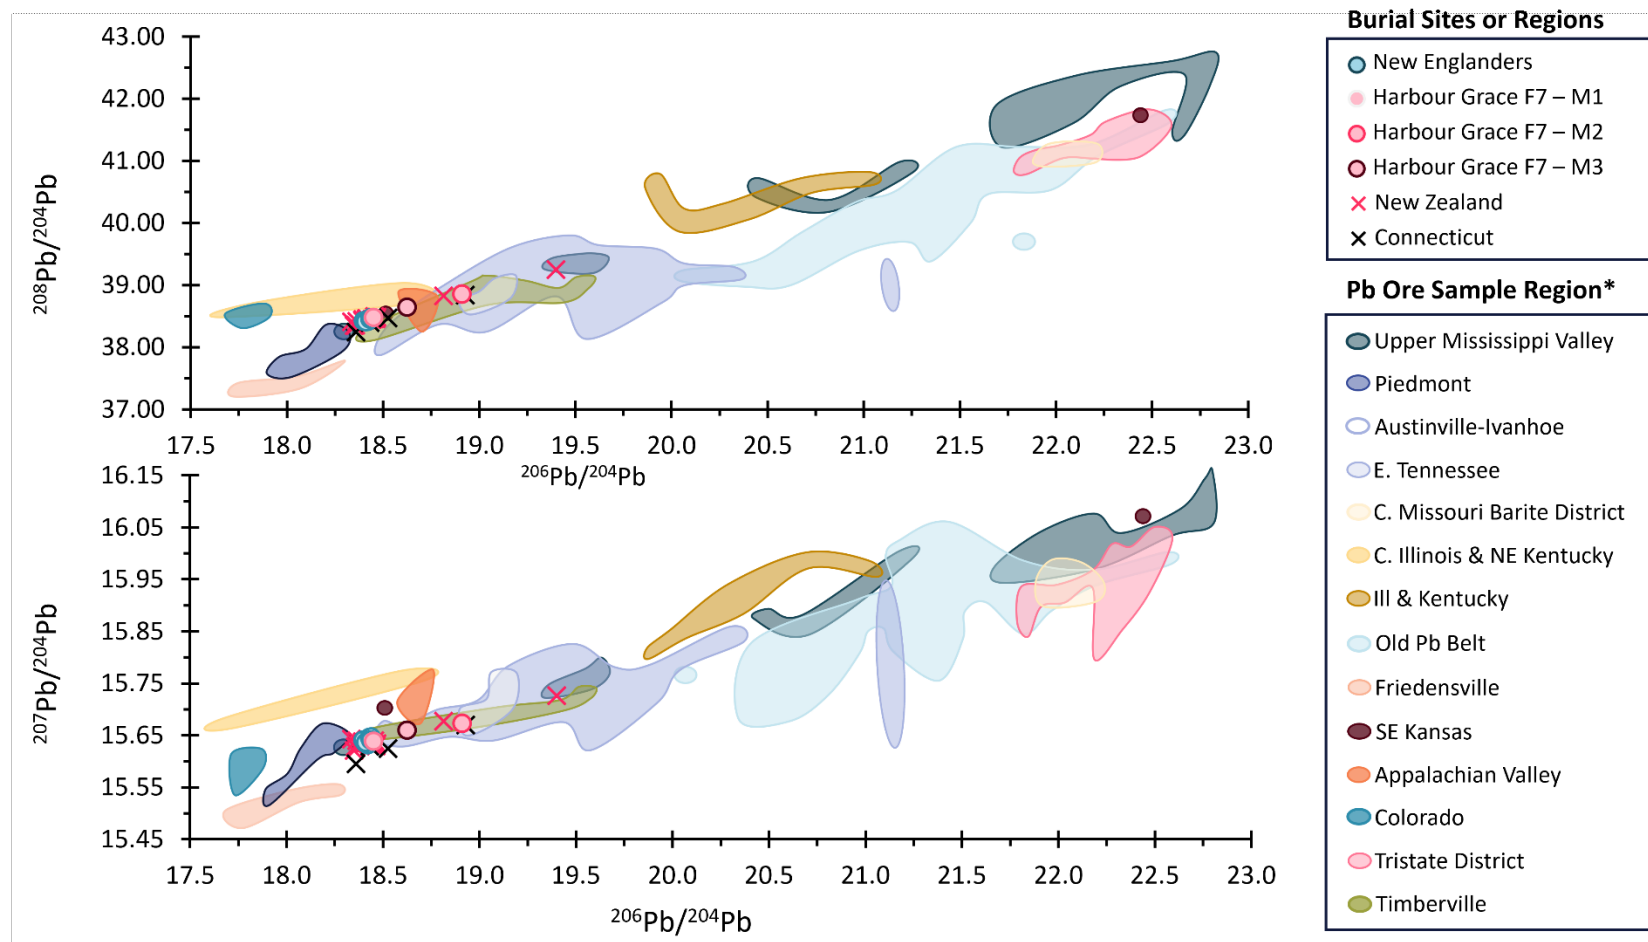 43.00
42.00
41.00
40.00
39.00
38.00
37.00
²⁰⁸Pb/²⁰⁴Pb
17.5 18.0 18.5 19.0 19.5 20.0 20.5 21.0 21.5 22.0 22.5 23.0
²⁰⁶Pb/²⁰⁴Pb
16.15
16.05
15.95
15.85
15.75
15.65
15.55
15.45
²⁰⁷Pb/²⁰⁴Pb
17.5 18.0 18.5 19.0 19.5 20.0 20.5 21.0 21.5 22.0 22.5 23.0
²⁰⁶Pb/²⁰⁴Pb
Burial Sites or Regions
New Englanders
Harbour Grace F7 – M1
Harbour Grace F7 – M2
Harbour Grace F7 – M3
New Zealand
Connecticut
Pb Ore Sample Region*
Upper Mississippi Valley
Piedmont
Austinville-Ivanhoe
E. Tennessee
C. Missouri Barite District
C. Illinois & NE Kentucky
Ill & Kentucky
Old Pb Belt
Friedensville
SE Kansas
Appalachian Valley
Colorado
Tristate District
Timberville